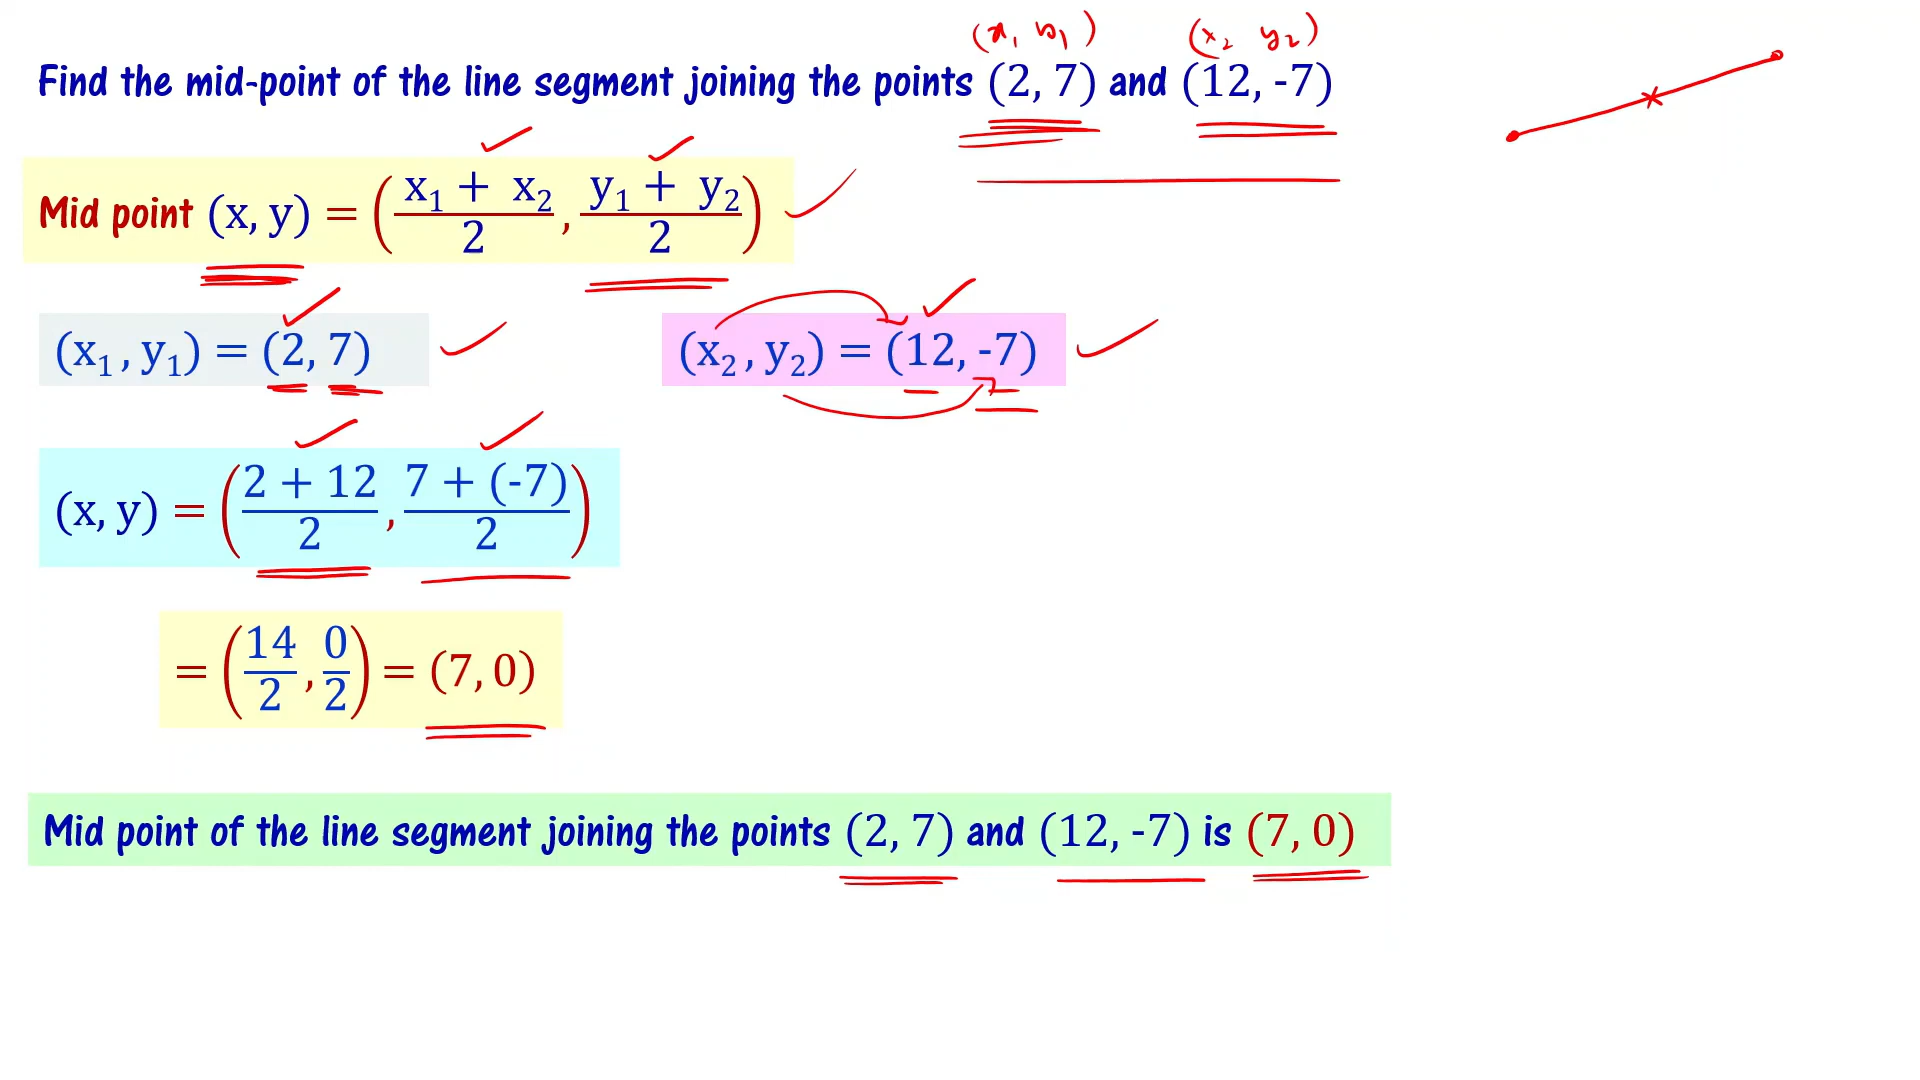 (x₁ y₁) (x₂ y₂)
Find the mid-point of the line segment joining the points (2, 7) and (12, -7)
Mid point (x, y) = ( (x₁ + x₂)/2 , (y₁ + y₂)/2 )
(x₁ , y₁) = (2, 7) (x₂ , y₂) = (12, -7)
(x, y) = ( (2 + 12)/2 , (7 + (-7))/2 )
= ( 14/2 , 0/2 ) = (7, 0)
Mid point of the line segment joining the points (2, 7) and (12, -7) is (7, 0)